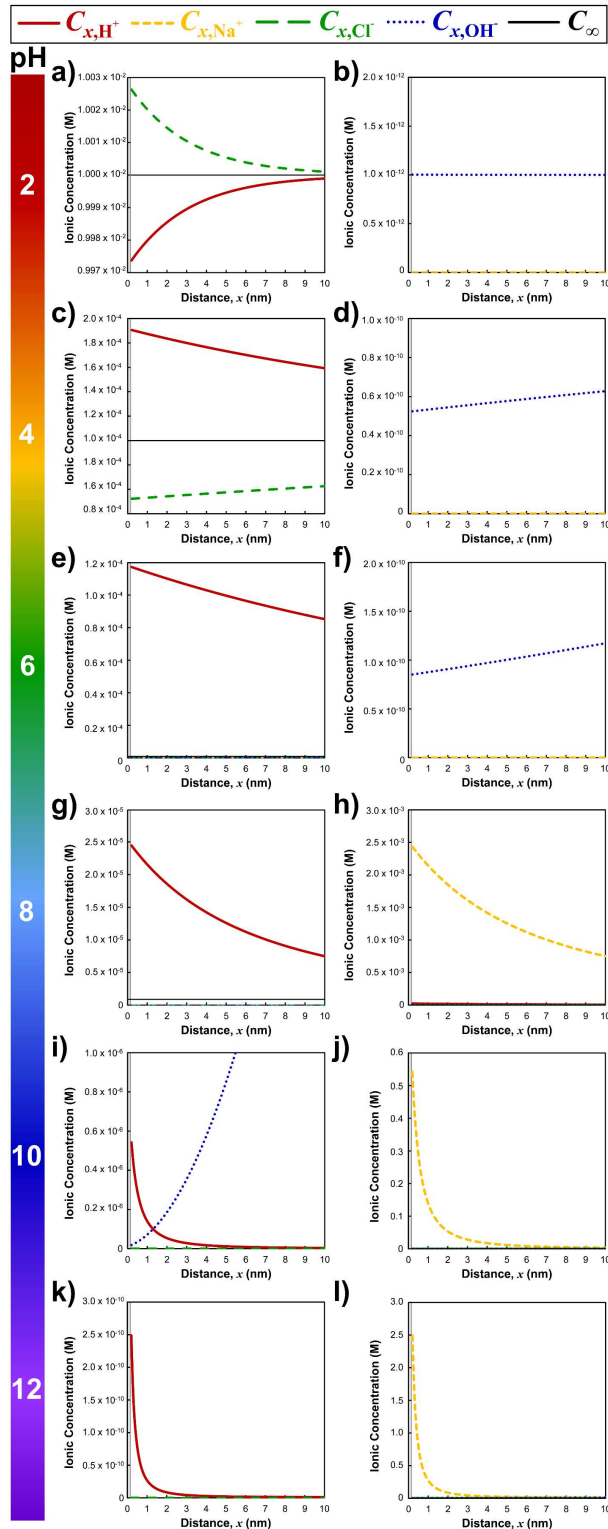 C_{x,H⁺} C_{x,Na⁺} C_{x,Cl⁻} C_{x,OH⁻} C_∞
pH
2
4
6
8
10
12
a)
Ionic Concentration (M)
1.003 x 10⁻²
1.002 x 10⁻²
1.001 x 10⁻²
1.000 x 10⁻²
0.999 x 10⁻²
0.998 x 10⁻²
0.997 x 10⁻²
0 1 2 3 4 5 6 7 8 9 10
Distance, x (nm)
b)
Ionic Concentration (M)
2.0 x 10⁻¹²
1.5 x 10⁻¹²
1.0 x 10⁻¹²
0.5 x 10⁻¹²
0
0 1 2 3 4 5 6 7 8 9 10
Distance, x (nm)
c)
Ionic Concentration (M)
2.0 x 10⁻⁴
1.8 x 10⁻⁴
1.6 x 10⁻⁴
1.4 x 10⁻⁴
1.2 x 10⁻⁴
1.0 x 10⁻⁴
1.8 x 10⁻⁴
1.6 x 10⁻⁴
0.8 x 10⁻⁴
0 1 2 3 4 5 6 7 8 9 10
Distance, x (nm)
d)
Ionic Concentration (M)
1.0 x 10⁻¹⁰
0.8 x 10⁻¹⁰
0.6 x 10⁻¹⁰
0.4 x 10⁻¹⁰
0.2 x 10⁻¹⁰
0
0 1 2 3 4 5 6 7 8 9 10
Distance, x (nm)
e)
Ionic Concentration (M)
1.2 x 10⁻⁴
1.0 x 10⁻⁴
0.8 x 10⁻⁴
0.6 x 10⁻⁴
0.4 x 10⁻⁴
0.1 x 10⁻⁴
0
0 1 2 3 4 5 6 7 8 9 10
Distance, x (nm)
f)
Ionic Concentration (M)
2.0 x 10⁻¹⁰
1.5 x 10⁻¹⁰
1.0 x 10⁻¹⁰
0.5 x 10⁻¹⁰
0
0 1 2 3 4 5 6 7 8 9 10
Distance, x (nm)
g)
Ionic Concentration (M)
3.0 x 10⁻⁵
2.5 x 10⁻⁵
1.5 x 10⁻⁵
1.0 x 10⁻⁵
0.5 x 10⁻⁵
0
0 1 2 3 4 5 6 7 8 9 10
Distance, x (nm)
h)
Ionic Concentration (M)
3.0 x 10⁻³
2.5 x 10⁻³
1.5 x 10⁻³
1.0 x 10⁻³
0.5 x 10⁻³
0
0 1 2 3 4 5 6 7 8 9 10
Distance, x (nm)
i)
Ionic Concentration (M)
1.0 x 10⁻⁶
0.8 x 10⁻⁶
0.6 x 10⁻⁶
0.4 x 10⁻⁶
0.2 x 10⁻⁶
0
0 1 2 3 4 5 6 7 8 9 10
Distance, x (nm)
j)
Ionic Concentration (M)
0.6
0.5
0.4
0.3
0.2
0.1
0
0 1 2 3 4 5 6 7 8 9 10
Distance, x (nm)
k)
Ionic Concentration (M)
3.0 x 10⁻¹⁰
2.5 x 10⁻¹⁰
2.0 x 10⁻¹⁰
1.5 x 10⁻¹⁰
1.0 x 10⁻¹⁰
0.5 x 10⁻¹⁰
0
0 1 2 3 4 5 6 7 8 9 10
Distance, x (nm)
l)
Ionic Concentration (M)
3.0
2.5
2.0
1.5
1.0
0.5
0
0 1 2 3 4 5 6 7 8 9 10
Distance, x (nm)